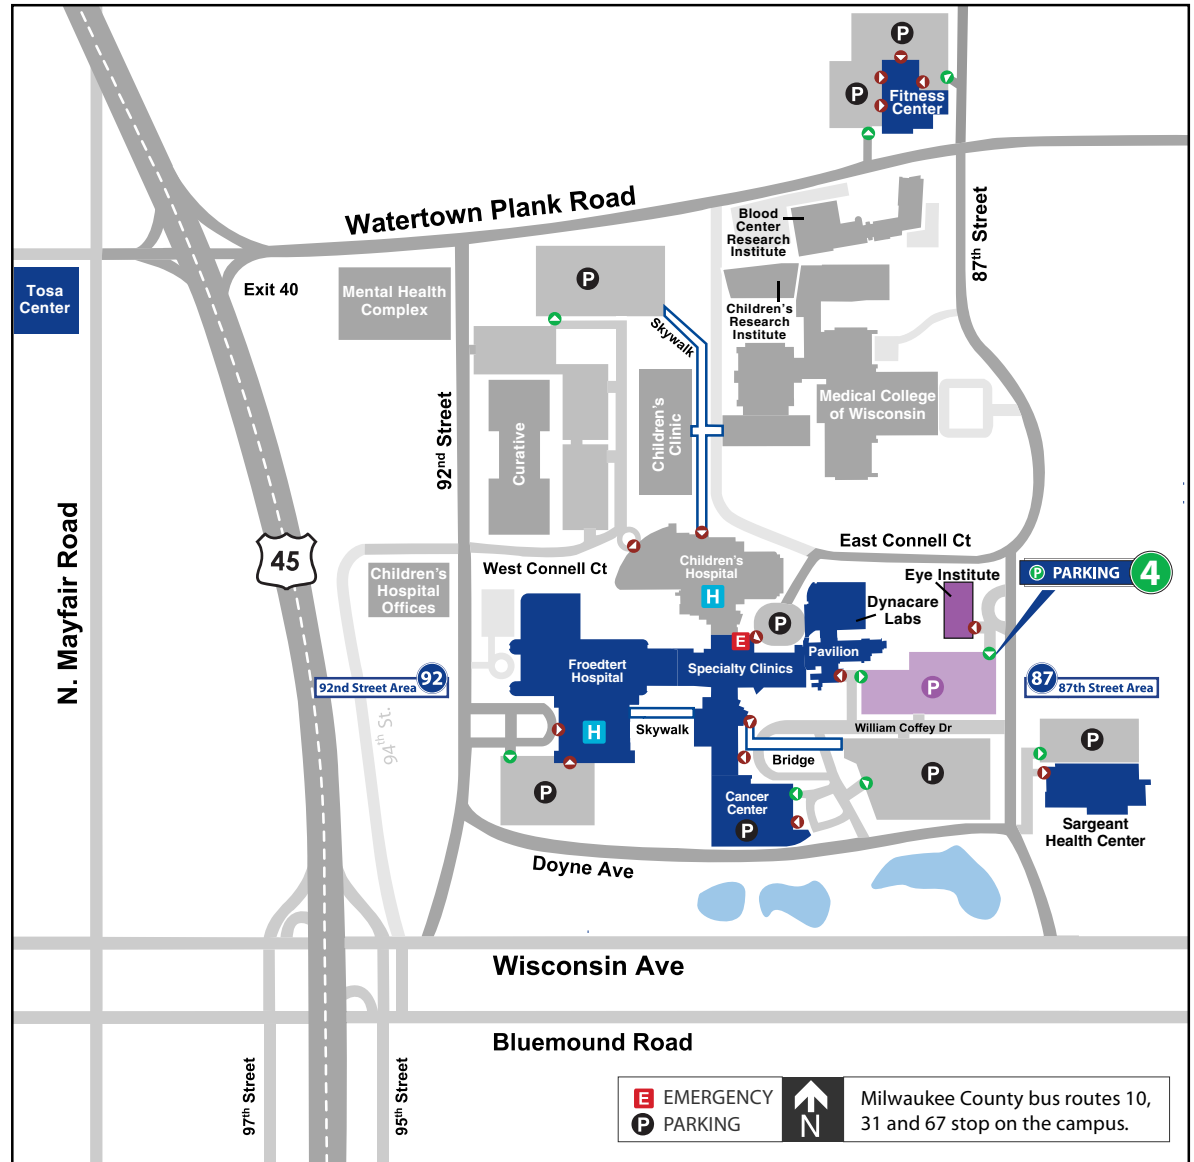 P
P
Fitness
Center
Watertown Plank Road
87th Street
Blood
Center
Research
Institute
Tosa
Center
Exit 40
Mental Health
Complex
P
Skywalk
Children's
Research
Institute
92nd Street
Curative
Children's
Clinic
Medical College
of Wisconsin
N. Mayfair Road
45
West Connell Ct
East Connell Ct
Children's
Hospital
H
Children's
Hospital
Offices
Eye Institute
P PARKING 4
Dynacare
Labs
P
E
Pavilion
Froedtert
Hospital
Specialty Clinics
92nd Street Area 92
87 87th Street Area
P
94th St.
H
Skywalk
William Coffey Dr
Bridge
P
P
P
Cancer
Center
P
Sargeant
Health Center
Doyne Ave
Wisconsin Ave
Bluemound Road
97th Street
95th Street
E EMERGENCY
P PARKING
N
Milwaukee County bus routes 10,
31 and 67 stop on the campus.